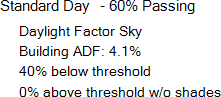 Standard Day - 60% Passing
Daylight Factor Sky
Building ADF: 4.1%
40% below threshold
0% above threshold w/o shades